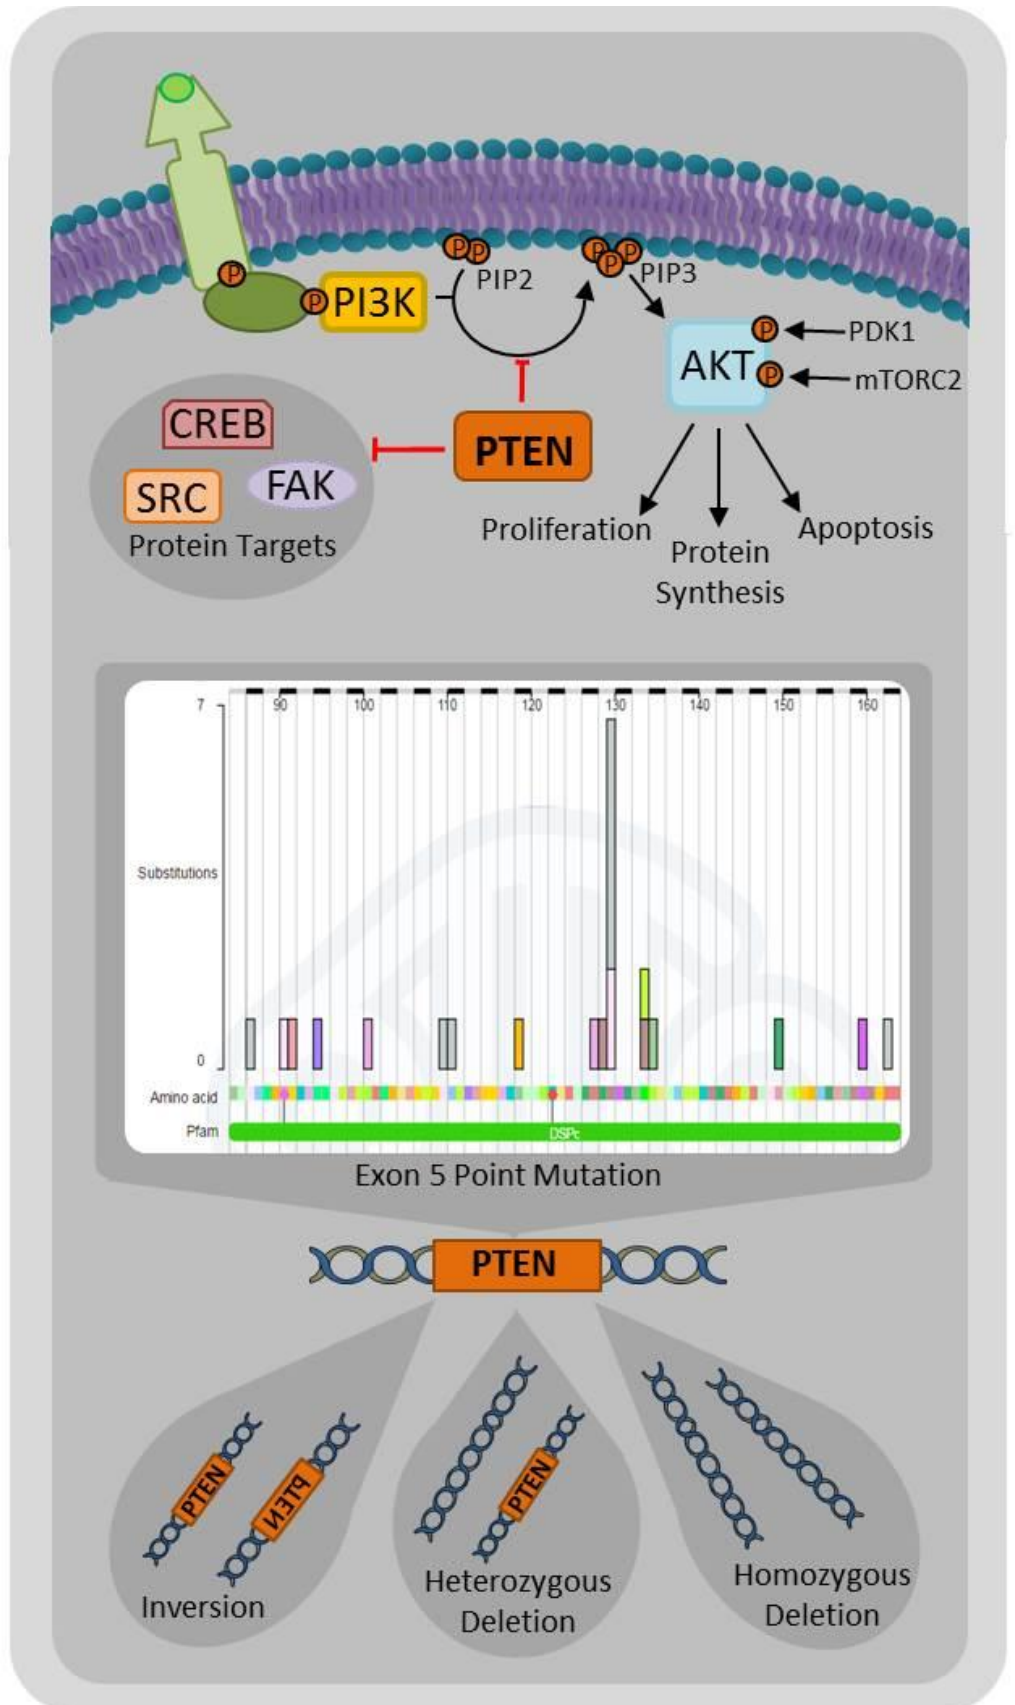 P
P
P
P
P
P
P
PI3K
PIP2
PIP3
P
PDK1
AKT
P
mTORC2
CREB
PTEN
SRC
FAK
Protein Targets
Proliferation
Protein
Synthesis
Apoptosis
7
90
100
110
120
130
140
150
160
Substitutions
0
Amino acid
Pfam
DSPc
Exon 5 Point Mutation
PTEN
PTEN
PTEN
PTEN
Inversion
Heterozygous
Deletion
Homozygous
Deletion